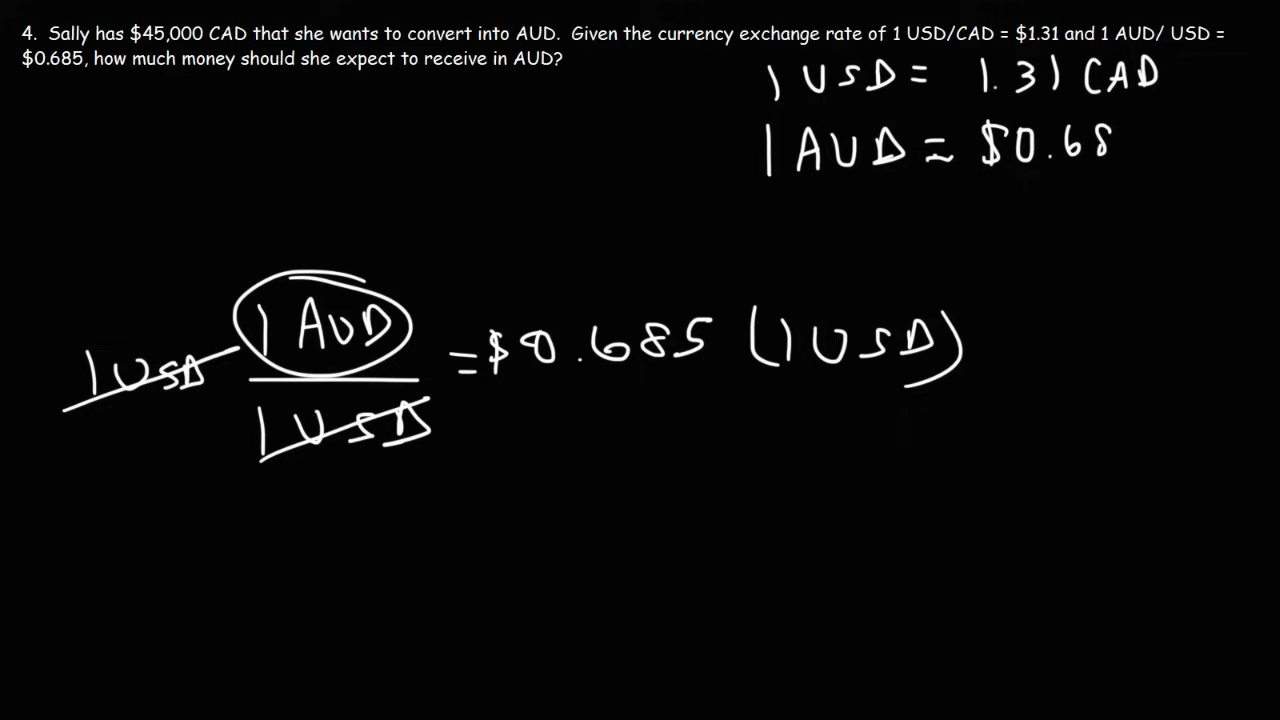 4. Sally has $45,000 CAD that she wants to convert into AUD. Given the currency exchange rate of 1 USD/CAD = $1.31 and 1 AUD/ USD =
$0.685, how much money should she expect to receive in AUD?
1 USD = 1.31 CAD
1 AUD = $0.68
1 USD 1 AUD = $0.685 (1 USD)
1 USD